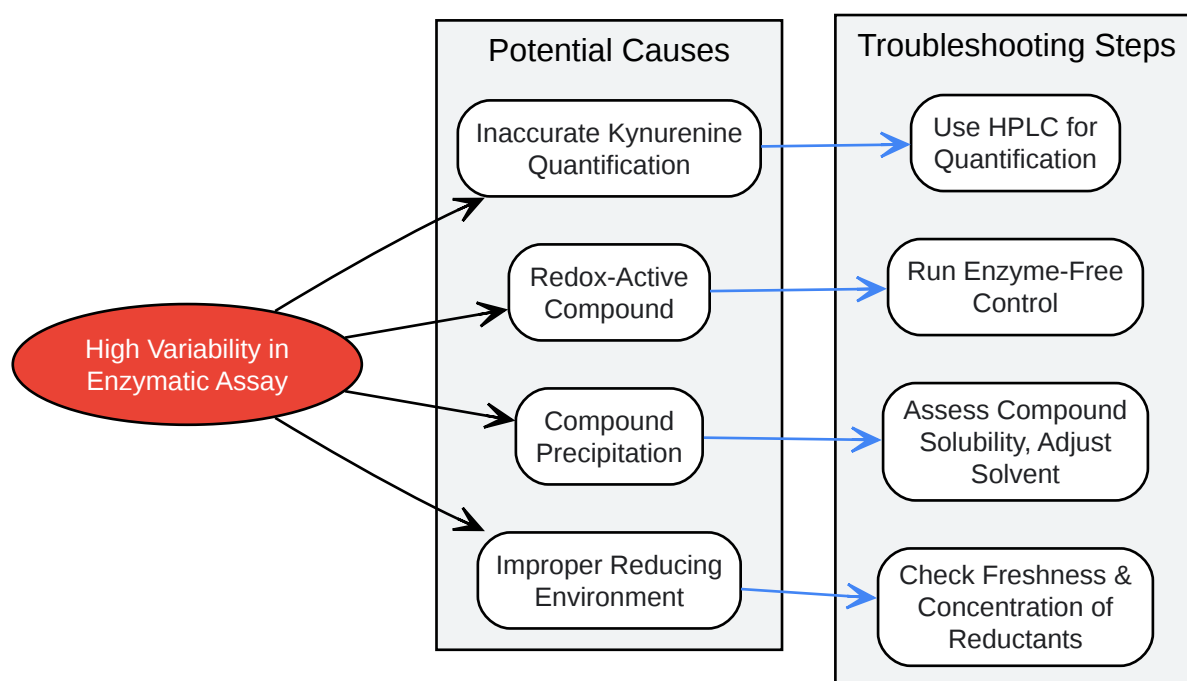 High Variability in
Enzymatic Assay
Potential Causes
Inaccurate Kynurenine
Quantification
Redox-Active
Compound
Compound
Precipitation
Improper Reducing
Environment
Troubleshooting Steps
Use HPLC for
Quantification
Run Enzyme-Free
Control
Assess Compound
Solubility, Adjust
Solvent
Check Freshness &
Concentration of
Reductants